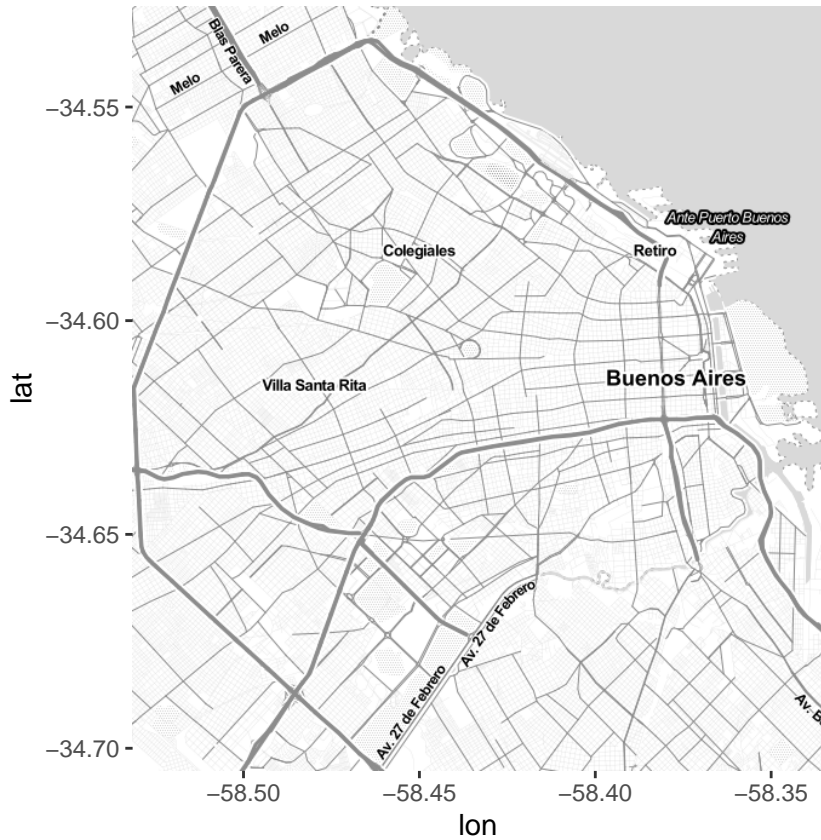 Blas Parera
Melo
Melo
−34.55
Ante Puerto Buenos
Aires
Colegiales
Retiro
−34.60
Villa Santa Rita
Buenos Aires
lat
−34.65
Av. 27 de Febrero
Av. 27 de Febrero
Av. B
−34.70
−58.50
−58.45
−58.40
−58.35
lon